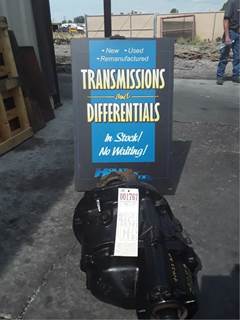 • New • Used
• Remanufactured
TRANSMISSIONS
and
DIFFERENTIALS
In Stock!
No Waiting!